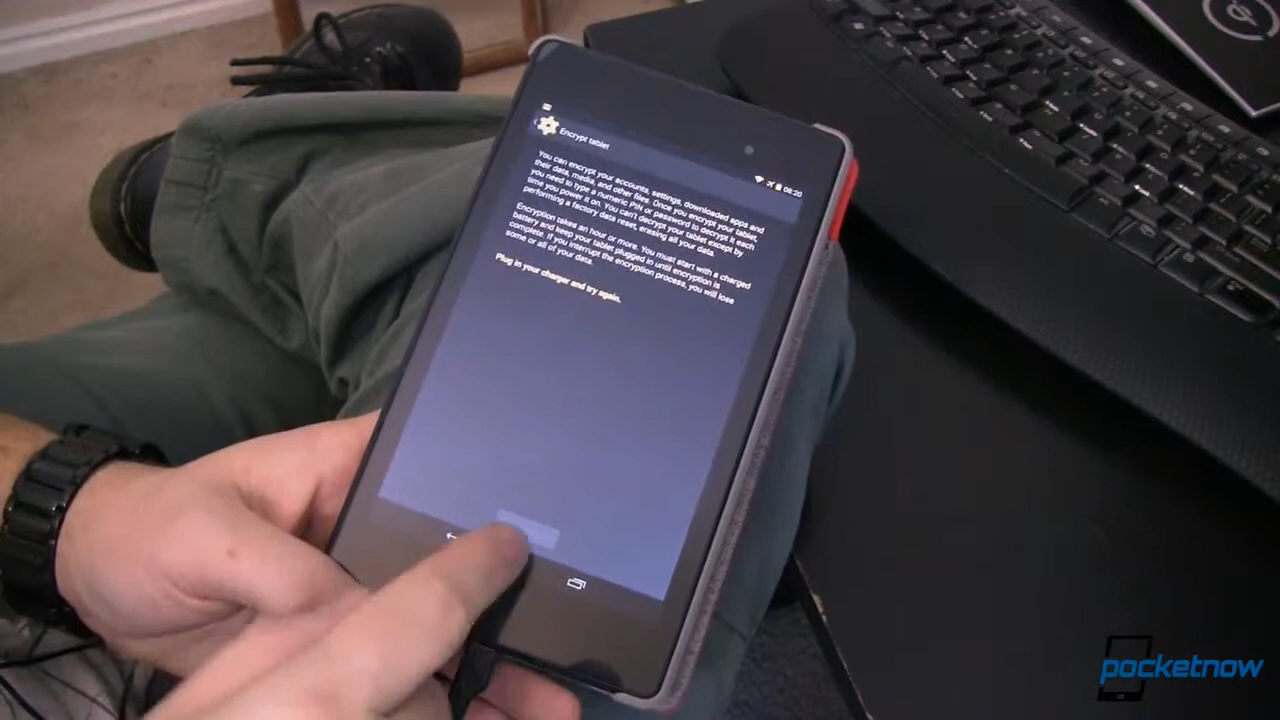 Encrypt tablet
06:20
You can encrypt your accounts, settings, downloaded apps and
their data, media, and other files. Once you encrypt your tablet,
you need to type a numeric PIN or password to decrypt it each
time you power it on. You can't decrypt your tablet except by
performing a factory data reset, erasing all your data.
Encryption takes an hour or more. You must start with a charged
battery and keep your tablet plugged in until encryption is
complete. If you interrupt the encryption process, you will lose
some or all of your data.
Plug in your charger and try again.
pocketnow